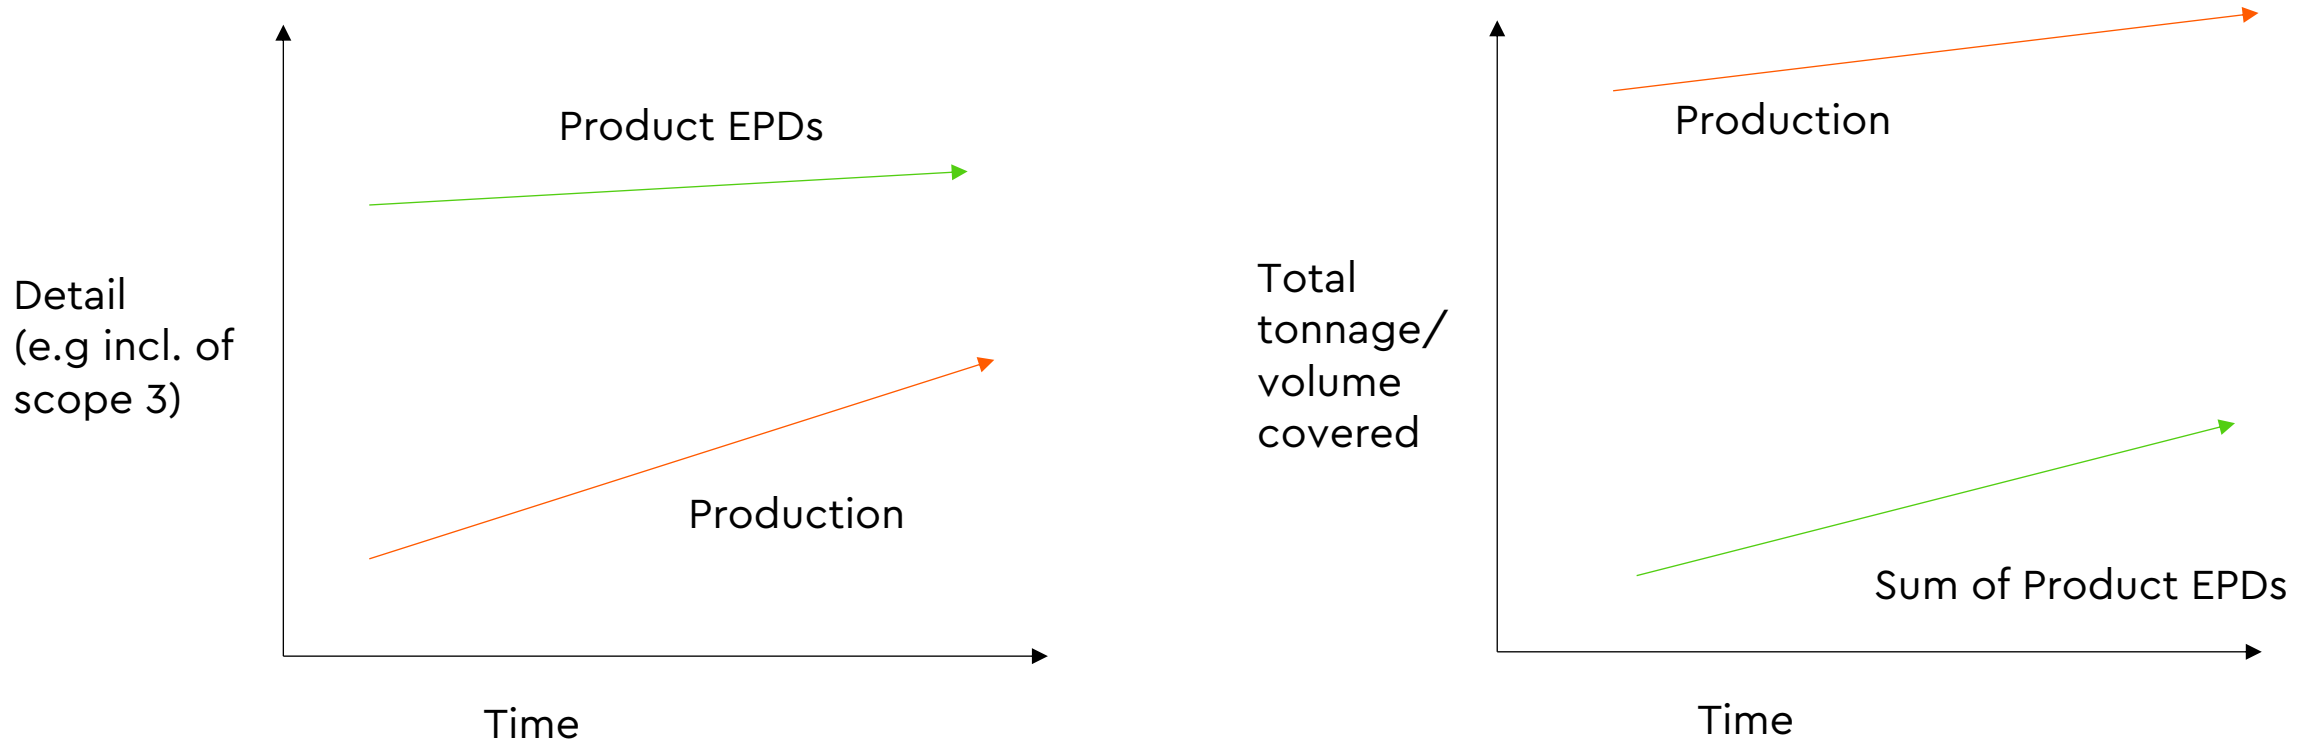 Product EPDs
Detail
(e.g incl. of
scope 3)
Production
Time
Production
Total
tonnage/
volume
covered
Sum of Product EPDs
Time